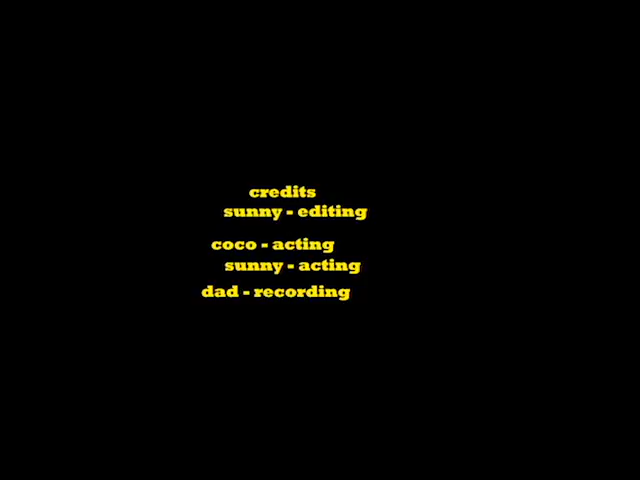 credits
sunny - editing
coco - acting
sunny - acting
dad - recording